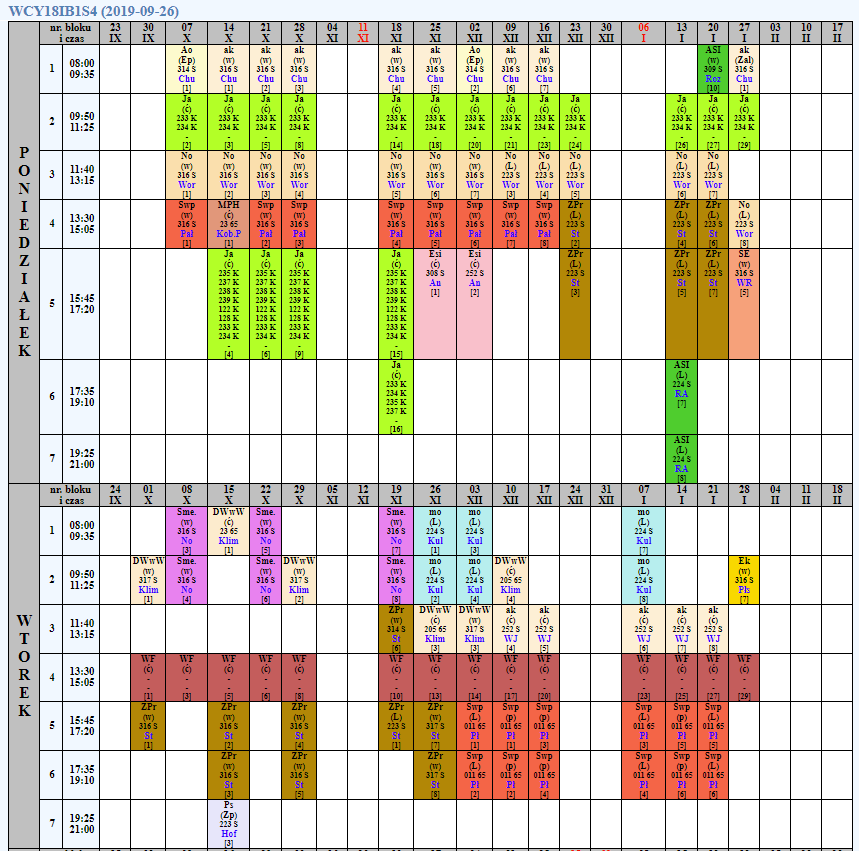 WCY18IB1S4 (2019-09-26)
PONIEDZIAŁEK
nr. bloku 23 30 07 14 21 28 04 11 18 25 02 09 16 23 30 06 13 20 27 03 10 17
i czas IX IX X X X X XI XI XI XI XII XII XII XII XII I I I I II II II
1 08:00 09:35
Ao ak ak ak ak ak Ao ak ak ASI ak
(Ep) (w) (w) (w) (w) (w) (Ep) (w) (w) (w) (Zal)
314 S 316 S 316 S 316 S 316 S 316 S 314 S 316 S 316 S 309 S 316 S
Chu Chu Chu Chu Chu Chu Chu Chu Chu Roz Chu
[1] [1] [2] [3] [4] [5] [2] [6] [7] [10] [1]
2 09:50 11:25
Ja Ja Ja Ja Ja Ja Ja Ja Ja Ja Ja Ja Ja
(ć) (ć) (ć) (ć) (ć) (ć) (ć) (ć) (ć) (ć) (ć) (ć) (ć)
233 K 233 K 233 K 233 K 233 K 233 K 233 K 233 K 233 K 233 K 233 K 233 K 233 K
234 K 234 K 234 K 234 K 234 K 234 K 234 K 234 K 234 K 234 K 234 K 234 K 234 K
- - - - - - - - - - - - -
[2] [3] [5] [8] [14] [18] [20] [21] [23] [24] [26] [27] [29]
3 11:40 13:15
No No No No No No No No No No No No
(w) (w) (w) (w) (w) (w) (w) (L) (L) (L) (L) (L)
316 S 316 S 316 S 316 S 316 S 316 S 316 S 223 S 223 S 223 S 223 S 223 S
Wor Wor Wor Wor Wor Wor Wor Wor Wor Wor Wor Wor
[1] [2] [3] [4] [5] [6] [7] [3] [4] [5] [6] [7]
4 13:30 15:05
Swp MPH Swp Swp Swp Swp Swp Swp Swp ZPr ZPr ZPr No
(w) (ć) (w) (w) (w) (w) (w) (w) (w) (L) (L) (L) (L)
316 S 23 65 316 S 316 S 316 S 316 S 316 S 316 S 316 S 223 S 223 S 223 S 223 S
Pał Kob.P Pał Pał Pał Pał Pał Pał Pał St St St Wor
[1] [1] [2] [3] [4] [5] [6] [7] [8] [2] [4] [6] [8]
5 15:45 17:20
Ja Ja Ja Ja Esi Esi ZPr ZPr ZPr SE
(ć) (ć) (ć) (ć) (ć) (ć) (L) (L) (L) (w)
235 K 235 K 235 K 235 K 308 S 252 S 223 S 223 S 223 S 316 S
237 K 237 K 237 K 237 K An An St St St WR
238 K 238 K 238 K 238 K [1] [2] [3] [5] [7] [5]
239 K 239 K 239 K 239 K
122 K 122 K 122 K 122 K
128 K 128 K 128 K 128 K
233 K 233 K 233 K 233 K
234 K 234 K 234 K 234 K
- - - -
[4] [6] [9] [15]
6 17:35 19:10
Ja ASI
(ć) (L)
233 K 224 S
234 K RA
235 K [7]
237 K
-
[16]
7 19:25 21:00
ASI
(L)
224 S
RA
[8]
WTOREK
nr. bloku 24 01 08 15 22 29 05 12 19 26 03 10 17 24 31 07 14 21 28 04 11 18
i czas IX X X X X X XI XI XI XI XII XII XII XII XII I I I I II II II
1 08:00 09:35
Sme. DWwW Sme. Sme. mo mo mo
(w) (ć) (w) (w) (L) (L) (L)
316 S 23 65 316 S 316 S 224 S 224 S 224 S
No Klim No No Kul Kul Kul
[3] [1] [5] [7] [1] [3] [7]
2 09:50 11:25
DWwW Sme. Sme. DWwW Sme. mo mo DWwW mo Ek
(w) (w) (w) (w) (w) (L) (L) (ć) (L) (w)
317 S 316 S 316 S 317 S 316 S 224 S 224 S 205 65 224 S 316 S
Klim No No Klim No Kul Kul Klim Kul Pls
[1] [4] [6] [2] [8] [2] [4] [4] [8] [7]
3 11:40 13:15
ZPr DWwW DWwW ak ak ak ak ak
(w) (ć) (w) (ć) (ć) (ć) (ć) (ć)
314 S 205 65 317 S 252 S 252 S 252 S 252 S 252 S
St Klim Klim WJ WJ WJ WJ WJ
[6] [3] [3] [4] [5] [6] [7] [8]
4 13:30 15:05
WF WF WF WF WF WF WF WF WF WF WF WF WF WF
(ć) (ć) (ć) (ć) (ć) (ć) (ć) (ć) (ć) (ć) (ć) (ć) (ć) (ć)
- - - - - - - - - - - - - -
- - - - - - - - - - - - - -
[1] [3] [5] [6] [8] [10] [13] [14] [17] [20] [23] [25] [27] [29]
5 15:45 17:20
ZPr ZPr ZPr ZPr ZPr Swp Swp Swp Swp Swp Swp
(w) (w) (w) (L) (w) (L) (p) (p) (L) (p) (L)
316 S 316 S 316 S 223 S 317 S 011 65 011 65 011 65 011 65 011 65 011 65
St St St St St Pł Pł Pł Pł Pł Pł
[1] [2] [4] [1] [7] [1] [1] [3] [3] [5] [5]
6 17:35 19:10
ZPr ZPr ZPr Swp Swp Swp Swp Swp Swp
(w) (w) (w) (L) (p) (p) (L) (p) (L)
316 S 316 S 317 S 011 65 011 65 011 65 011 65 011 65 011 65
St St St Pł Pł Pł Pł Pł Pł
[3] [5] [8] [2] [2] [4] [4] [6] [6]
7 19:25 21:00
Ps
(Zp)
223 S
Hof
[3]